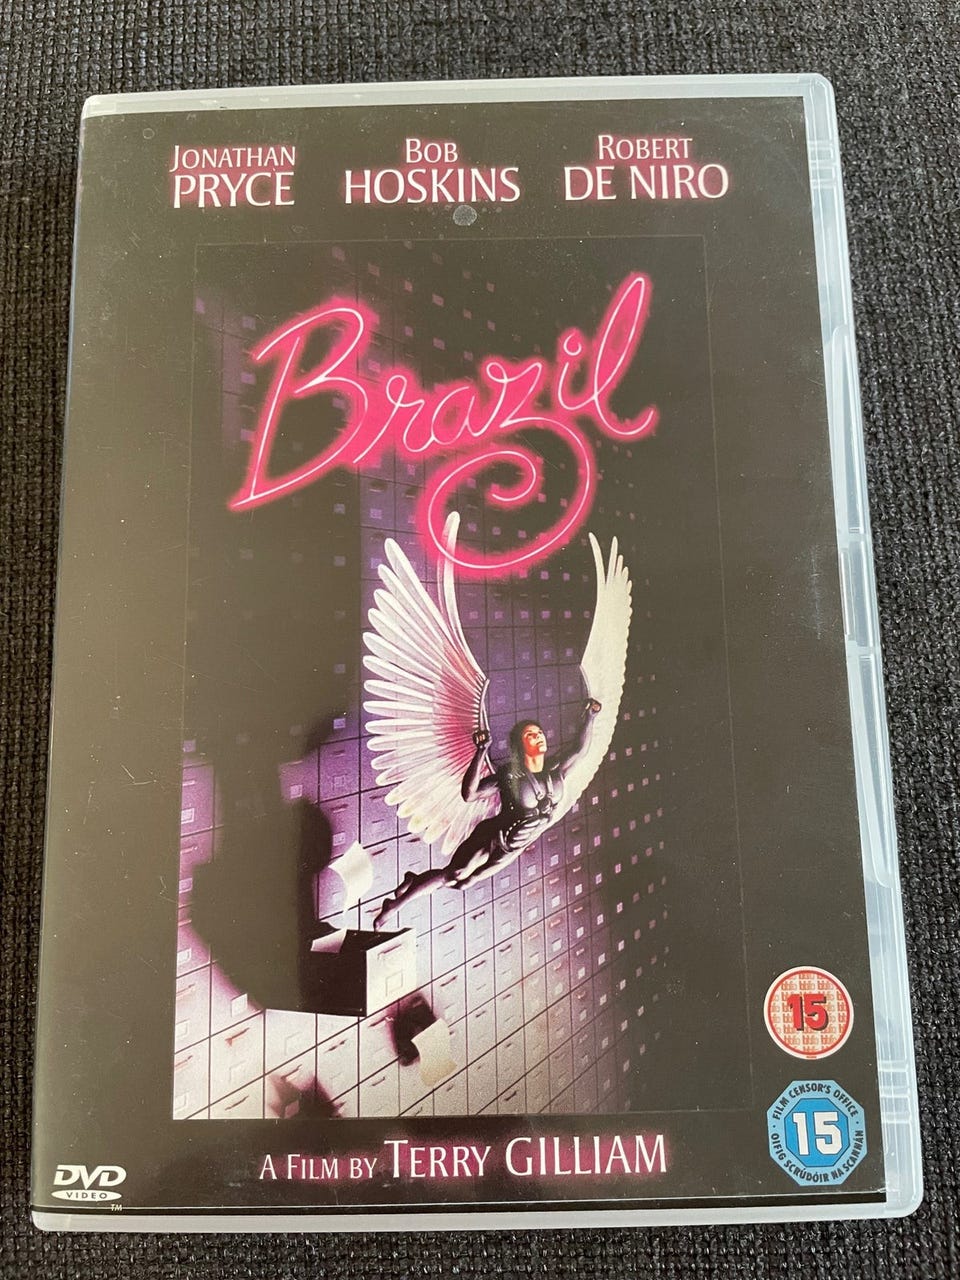 JONATHAN
PRYCE
BOB
HOSKINS
ROBERT
DE NIRO
Brazil
15
FILM CENSOR'S OFFICE
15
OIFIG SCRÚDÓIR NA SCANNÁN
A FILM BY TERRY GILLIAM
DVD
VIDEO
TM